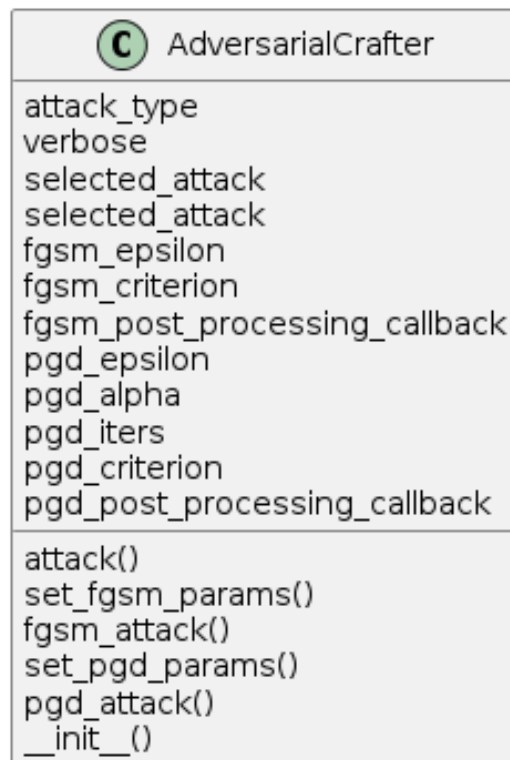 C AdversarialCrafter
attack_type
verbose
selected_attack
selected_attack
fgsm_epsilon
fgsm_criterion
fgsm_post_processing_callback
pgd_epsilon
pgd_alpha
pgd_iters
pgd_criterion
pgd_post_processing_callback
attack()
set_fgsm_params()
fgsm_attack()
set_pgd_params()
pgd_attack()
__init__()